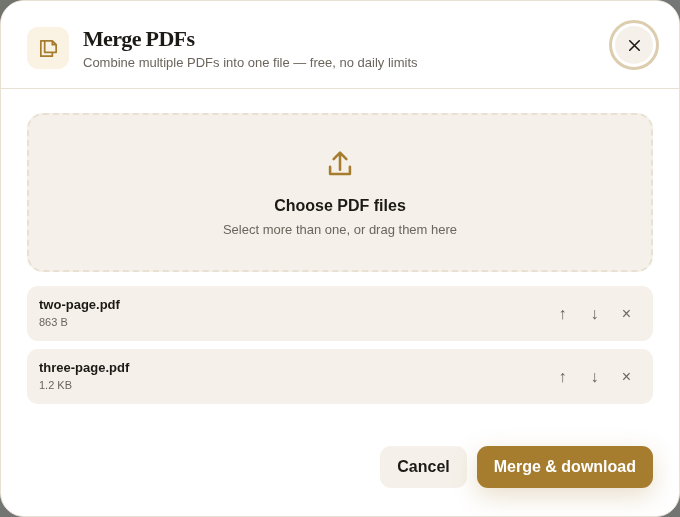 Merge PDFs
Combine multiple PDFs into one file — free, no daily limits
Choose PDF files
Select more than one, or drag them here
two-page.pdf
863 B
↑ ↓ ×
three-page.pdf
1.2 KB
↑ ↓ ×
Cancel
Merge & download